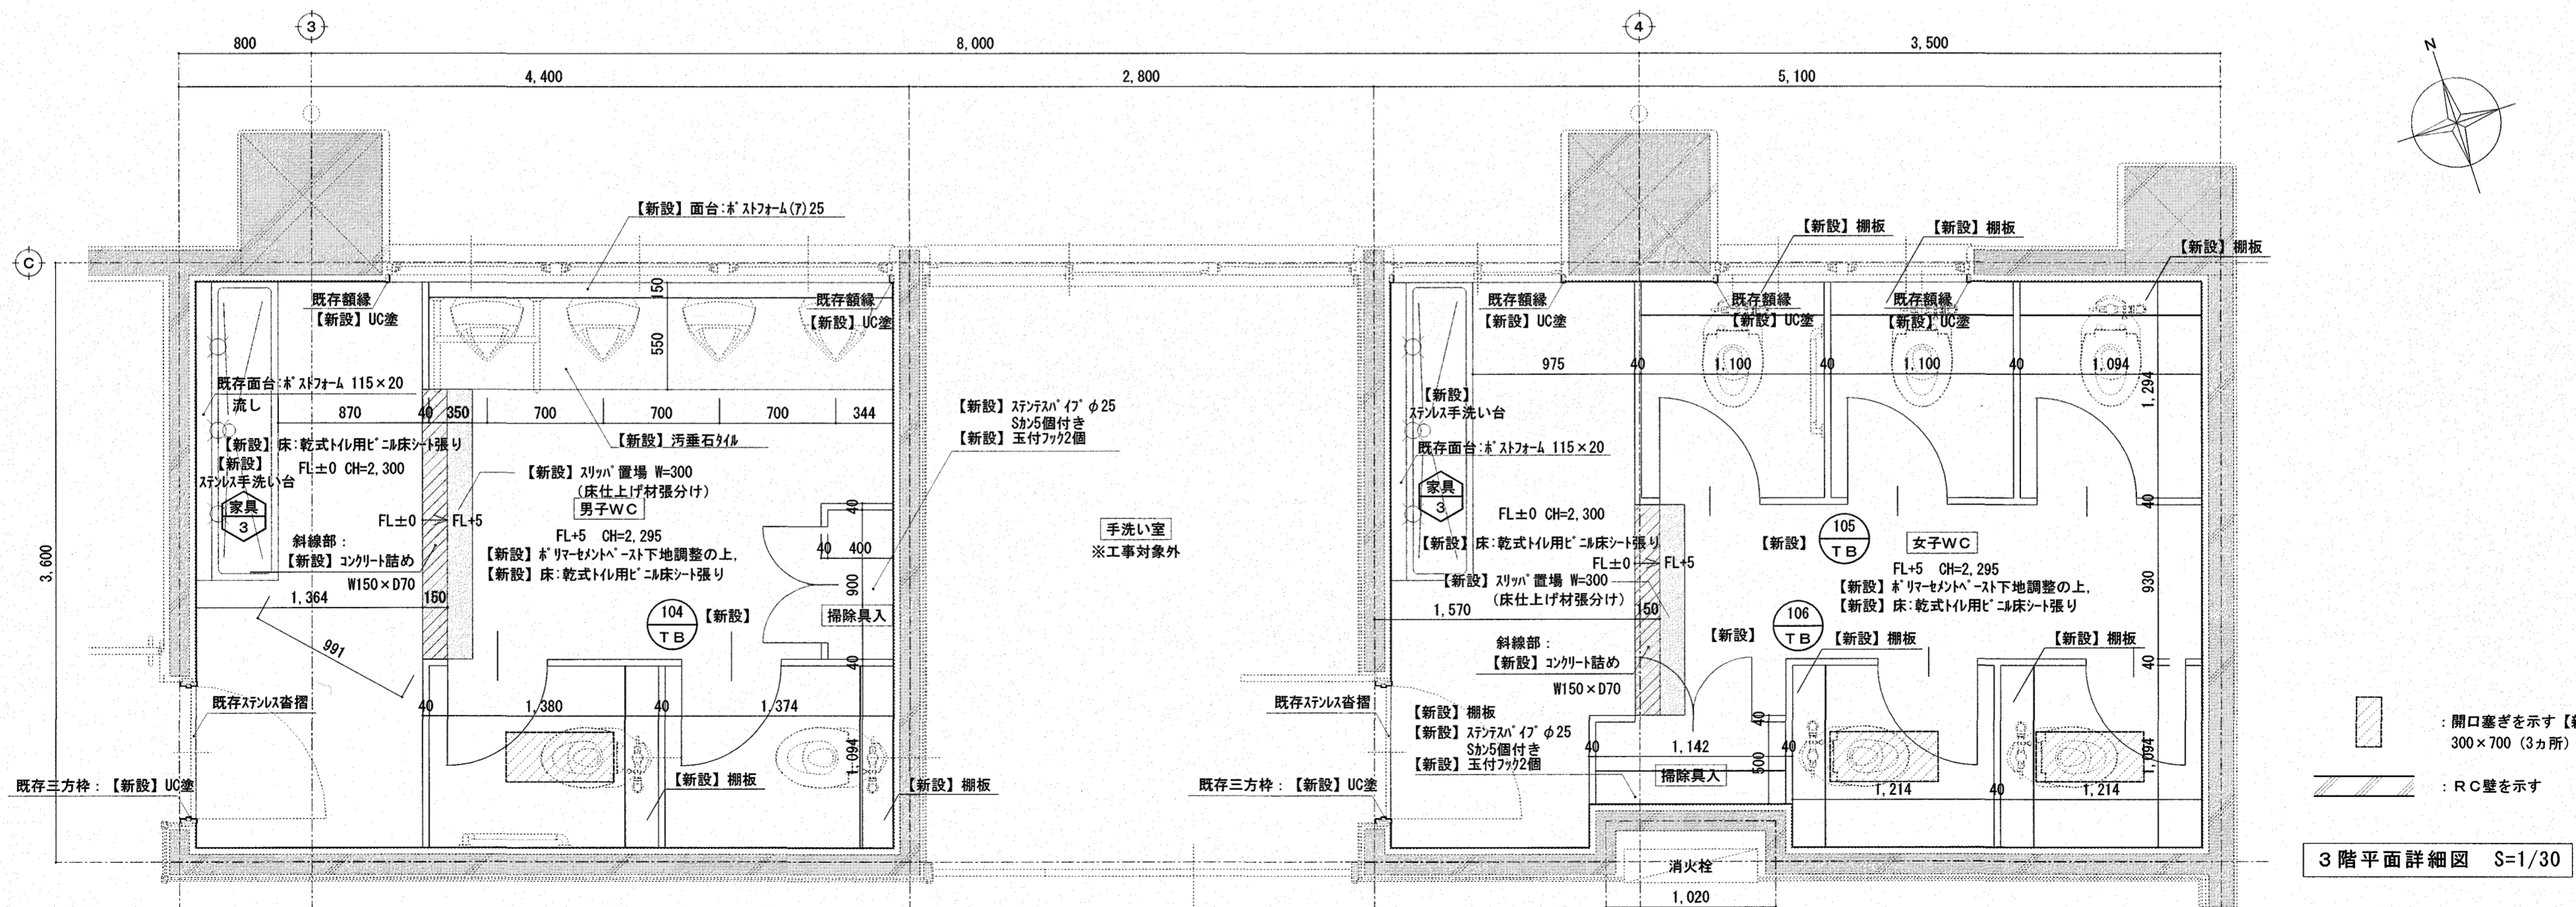 3
4
800
8,000
3,500
4,400
2,800
5,100
N
C
3,600
【新設】面台:ポストフォーム(ア)25
【新設】棚板
【新設】棚板
【新設】棚板
既存額縁
【新設】UC塗
既存額縁
【新設】UC塗
150
550
既存面台:ポストフォーム 115×20
流し
870
40
350
700
700
700
344
【新設】汚垂石タイル
【新設】床:乾式トイレ用ビニル床シート張り
FL±0 CH=2,300
【新設】
ステンレス手洗い台
家具
3
【新設】スリッパ置場 W=300
(床仕上げ材張分け)
男子WC
FL±0
FL+5
FL+5 CH=2,295
【新設】ポリマーセメントペースト下地調整の上,
【新設】床:乾式トイレ用ビニル床シート張り
斜線部:
【新設】コンクリート詰め
W150×D70
1,364
150
991
104
TB
【新設】
40
40
400
900
掃除具入
40
40
1,380
40
1,374
1,094
【新設】棚板
【新設】棚板
既存ステンレス沓摺
既存三方枠:【新設】UC塗
【新設】ステンテスパイプφ25
Sカン5個付き
【新設】玉付フック2個
手洗い室
※工事対象外
既存額縁
【新設】UC塗
既存額縁
【新設】UC塗
既存額縁
【新設】UC塗
975
40
1,100
40
1,100
40
1,094
1,294
【新設】
ステンレス手洗い台
既存面台:ポストフォーム 115×20
家具
3
FL±0 CH=2,300
【新設】床:乾式トイレ用ビニル床シート張り
FL±0
FL+5
【新設】スリッパ置場 W=300
(床仕上げ材張分け)
1,570
150
斜線部:
【新設】コンクリート詰め
W150×D70
【新設】
105
TB
女子WC
FL+5 CH=2,295
【新設】ポリマーセメントペースト下地調整の上,
【新設】床:乾式トイレ用ビニル床シート張り
40
930
40
1,094
【新設】
106
TB
【新設】棚板
【新設】棚板
既存ステンレス沓摺
既存三方枠:【新設】UC塗
【新設】棚板
【新設】ステンテスパイプφ25
Sカン5個付き
【新設】玉付フック2個
40
1,142
40
40
500
掃除具入
1,214
40
1,214
消火栓
1,020
:開口塞ぎを示す【新
300×700 (3ヵ所)
:RC壁を示す
3階平面詳細図 S=1/30